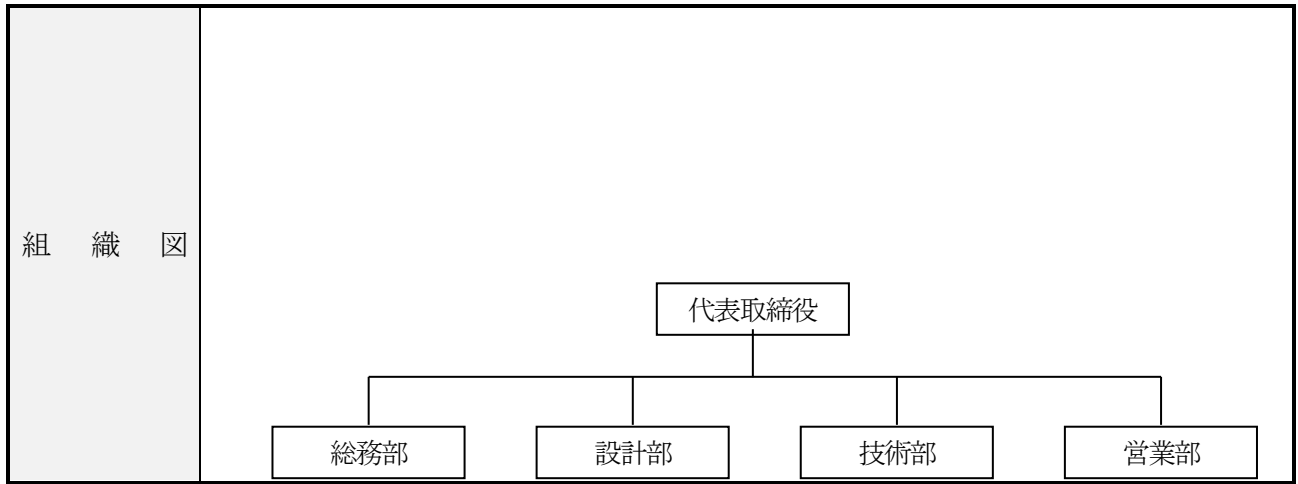 組織図
代表取締役
総務部
設計部
技術部
営業部